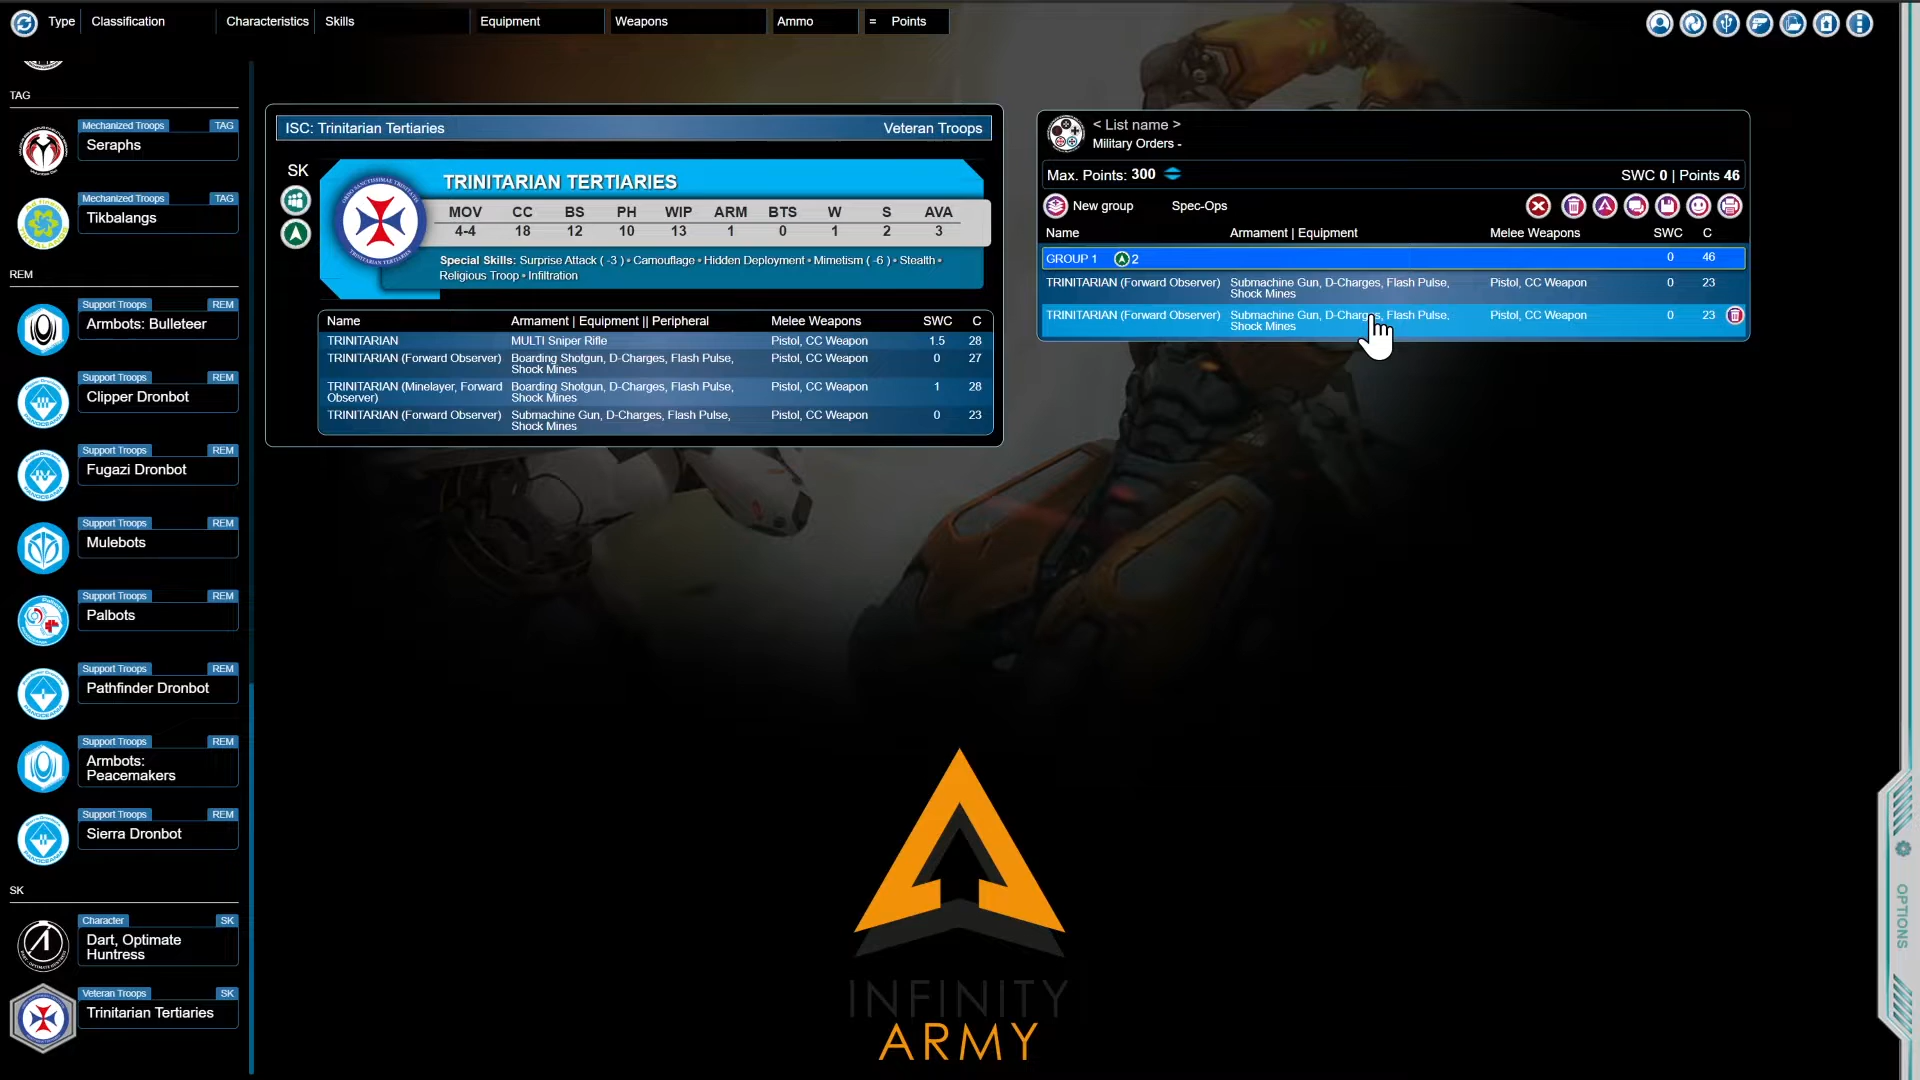 Type Classification Characteristics Skills Equipment Weapons Ammo = Points
TAG
Mechanized Troops TAG
Seraphs
Mechanized Troops TAG
Tikbalangs
REM
Support Troops REM
Armbots: Bulleteer
Support Troops REM
Clipper Dronbot
Support Troops REM
Fugazi Dronbot
Support Troops REM
Mulebots
Support Troops REM
Palbots
Support Troops REM
Pathfinder Dronbot
Support Troops REM
Armbots:
Peacemakers
Support Troops REM
Sierra Dronbot
SK
Character SK
Dart, Optimate
Huntress
Veteran Troops SK
Trinitarian Tertiaries
ISC: Trinitarian Tertiaries Veteran Troops
SK
TRINITARIAN TERTIARIES
MOV CC BS PH WIP ARM BTS W S AVA
4-4 18 12 10 13 1 0 1 2 3
Special Skills: Surprise Attack ( -3 ) • Camouflage • Hidden Deployment • Mimetism ( -6 ) • Stealth •
Religious Troop • Infiltration
Name Armament | Equipment || Peripheral Melee Weapons SWC C
TRINITARIAN MULTI Sniper Rifle Pistol, CC Weapon 1.5 28
TRINITARIAN (Forward Observer) Boarding Shotgun, D-Charges, Flash Pulse, Pistol, CC Weapon 0 27
Shock Mines
TRINITARIAN (Minelayer, Forward Boarding Shotgun, D-Charges, Flash Pulse, Pistol, CC Weapon 1 28
Observer) Shock Mines
TRINITARIAN (Forward Observer) Submachine Gun, D-Charges, Flash Pulse, Pistol, CC Weapon 0 23
Shock Mines
< List name >
Military Orders -
Max. Points: 300 SWC 0 | Points 46
New group Spec-Ops
Name Armament | Equipment Melee Weapons SWC C
GROUP 1 2 0 46
TRINITARIAN (Forward Observer) Submachine Gun, D-Charges, Flash Pulse, Pistol, CC Weapon 0 23
Shock Mines
TRINITARIAN (Forward Observer) Submachine Gun, D-Charges, Flash Pulse, Pistol, CC Weapon 0 23
Shock Mines
INFINITY
ARMY
OPTIONS